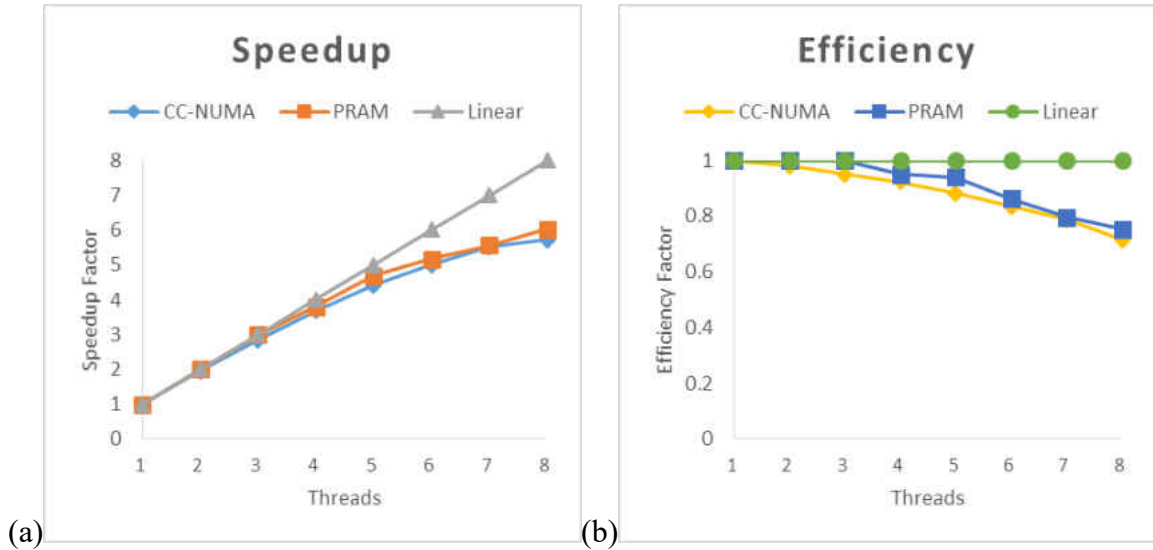 Speedup
CC-NUMA PRAM Linear
8
7
6
5
4
3
2
1
0
Speedup Factor
1 2 3 4 5 6 7 8
Threads
(a)
Efficiency
CC-NUMA PRAM Linear
1
0.8
0.6
0.4
0.2
0
Efficiency Factor
1 2 3 4 5 6 7 8
Threads
(b)